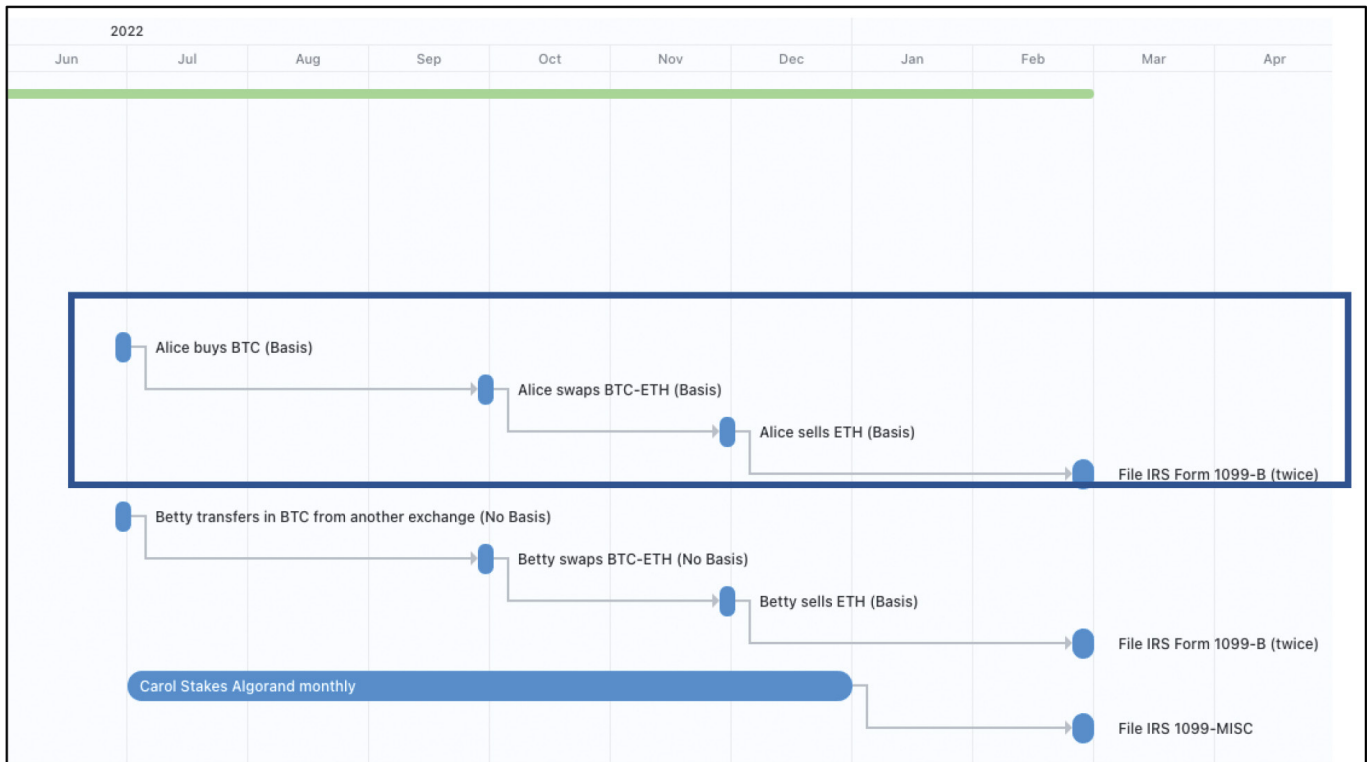 2022
Jun Jul Aug Sep Oct Nov Dec Jan Feb Mar Apr
Alice buys BTC (Basis)
Alice swaps BTC-ETH (Basis)
Alice sells ETH (Basis)
File IRS Form 1099-B (twice)
Betty transfers in BTC from another exchange (No Basis)
Betty swaps BTC-ETH (No Basis)
Betty sells ETH (Basis)
File IRS Form 1099-B (twice)
Carol Stakes Algorand monthly
File IRS 1099-MISC